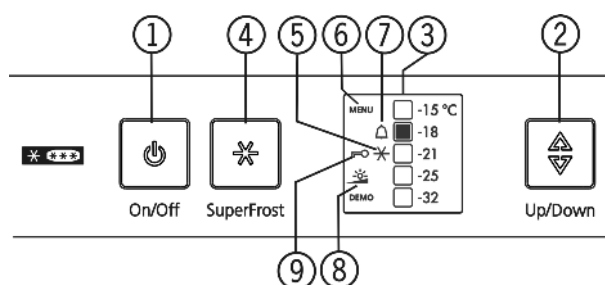 ① ④ ⑤ ⑥ ⑦ ③ ②
MENU -15 °C
-18
-21
-25
DEMO -32
On/Off SuperFrost Up/Down
⑨ ⑧